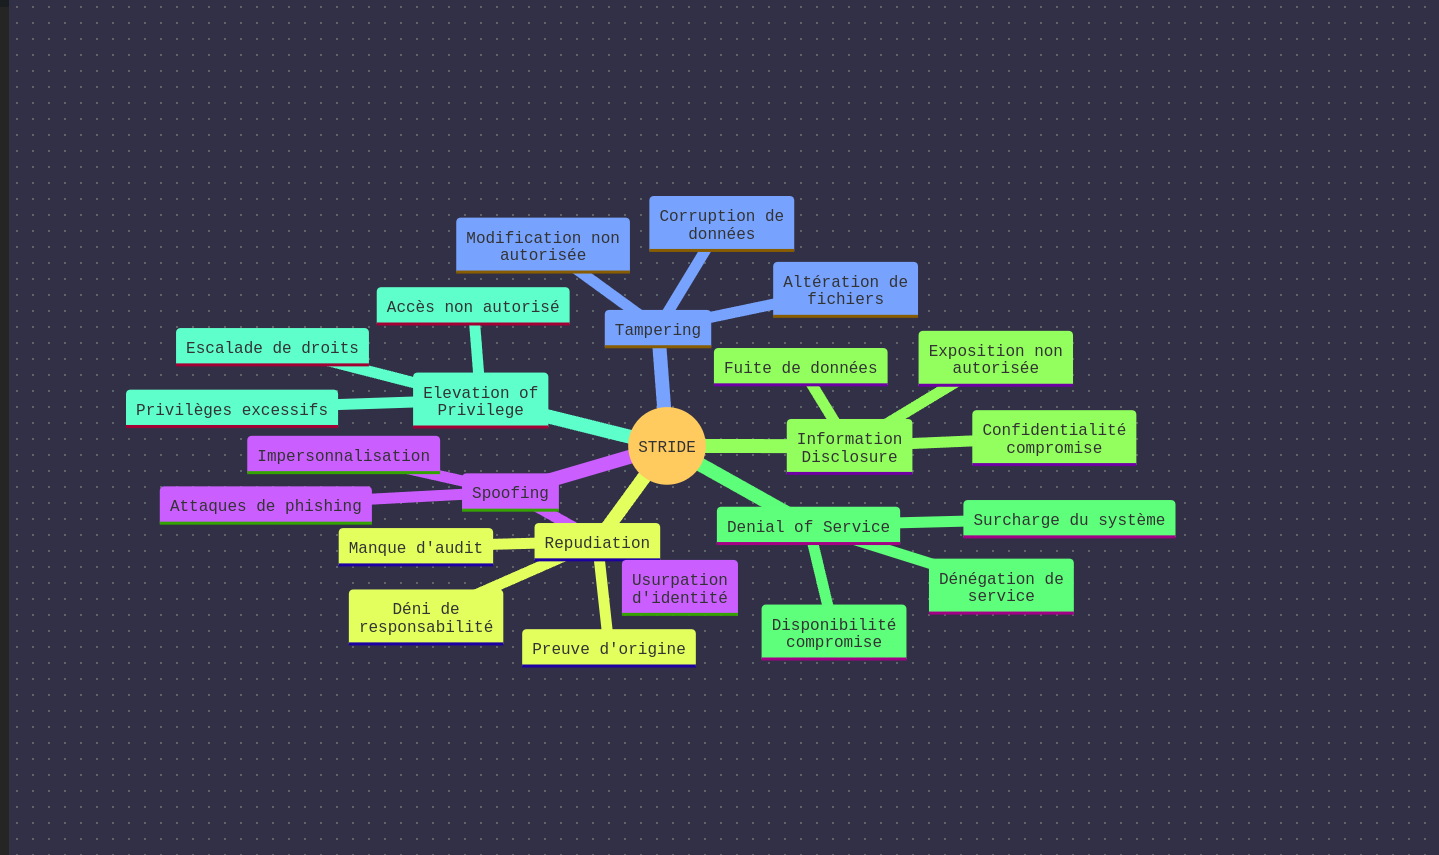 Corruption de
données
Modification non
autorisée
Altération de
fichiers
Accès non autorisé
Tampering
Escalade de droits
Exposition non
autorisée
Fuite de données
Elevation of
Privilege
Privilèges excessifs
Confidentialité
compromise
Information
Disclosure
STRIDE
Impersonnalisation
Spoofing
Attaques de phishing
Surcharge du système
Denial of Service
Repudiation
Manque d'audit
Usurpation
d'identité
Dénégation de
service
Déni de
responsabilité
Disponibilité
compromise
Preuve d'origine